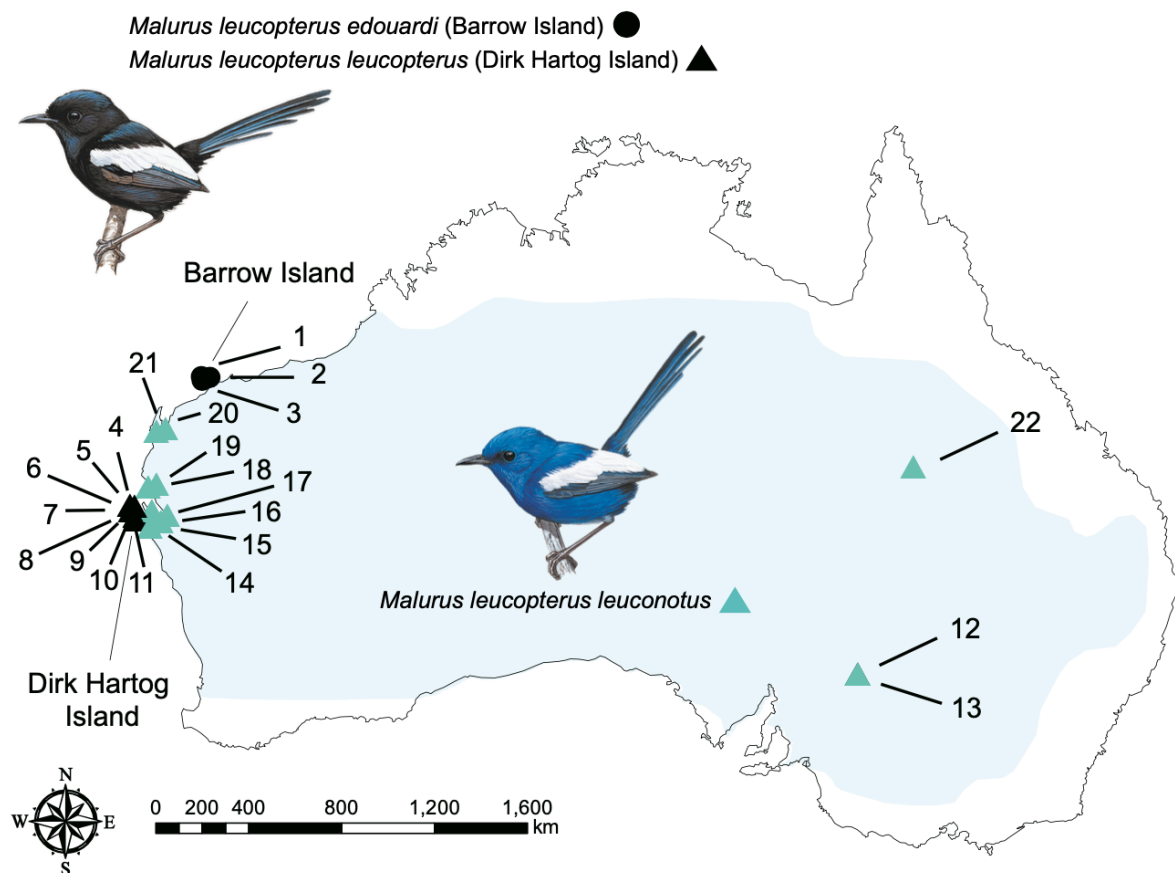 Malurus leucopterus edouardi (Barrow Island)
Malurus leucopterus leucopterus (Dirk Hartog Island)
Barrow Island
1
2
3
21
20
4
5
6
7
8
9
10
11
19
18
17
16
15
14
22
Malurus leucopterus leuconotus
12
13
Dirk Hartog
Island
N
W
E
S
0 200 400 800 1,200 1,600
km